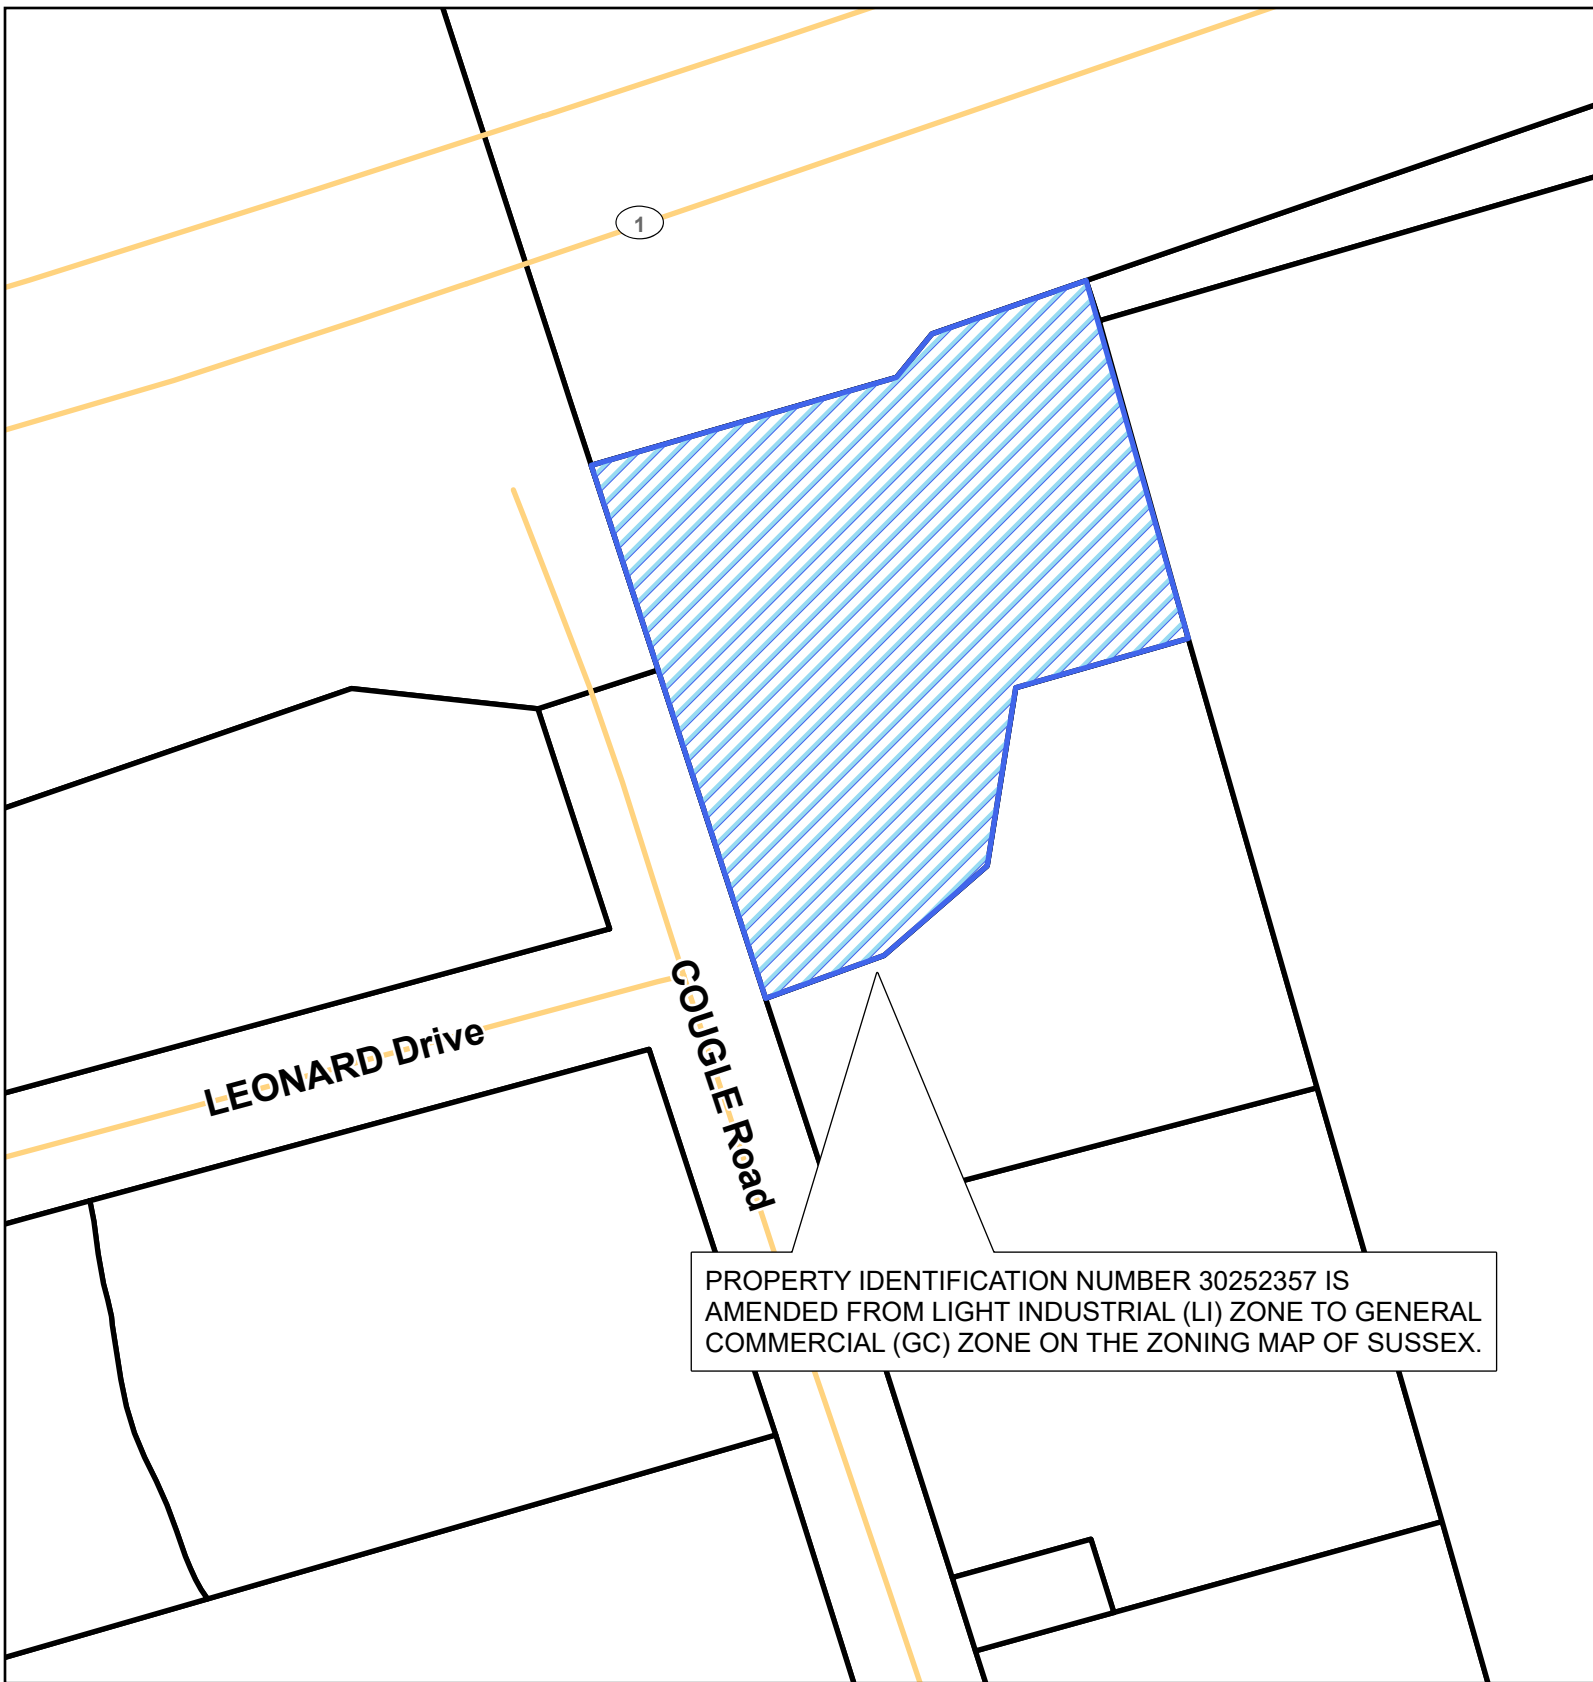 1
LEONARD Drive
COUGLE Road
PROPERTY IDENTIFICATION NUMBER 30252357 IS
AMENDED FROM LIGHT INDUSTRIAL (LI) ZONE TO GENERAL
COMMERCIAL (GC) ZONE ON THE ZONING MAP OF SUSSEX.